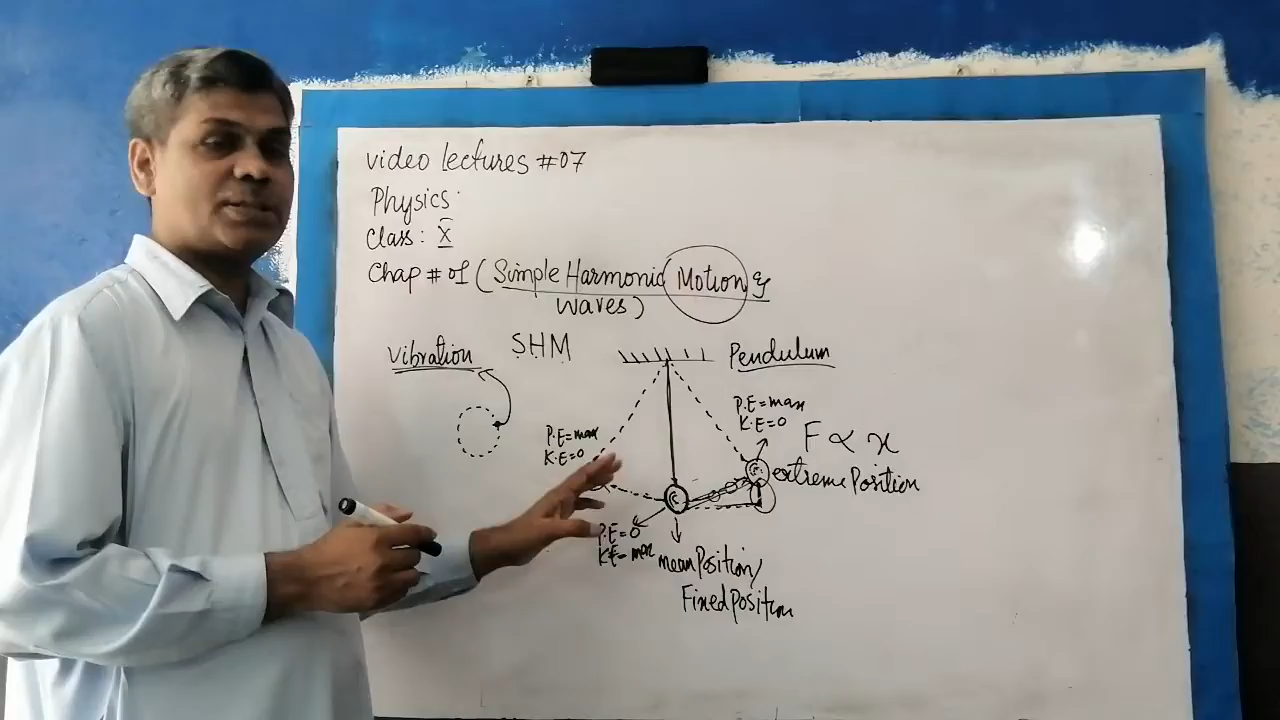 video lectures #07
Physics
Class: X
Chap # 01 (Simple Harmonic Motion &
waves)
Vibration
SHM
Pendulum
P.E=max
K.E=0
P.E=max
K.E=0
F ∝ x
extreme Position
P.E=0
K.E=max
mean Position/
Fixed Position